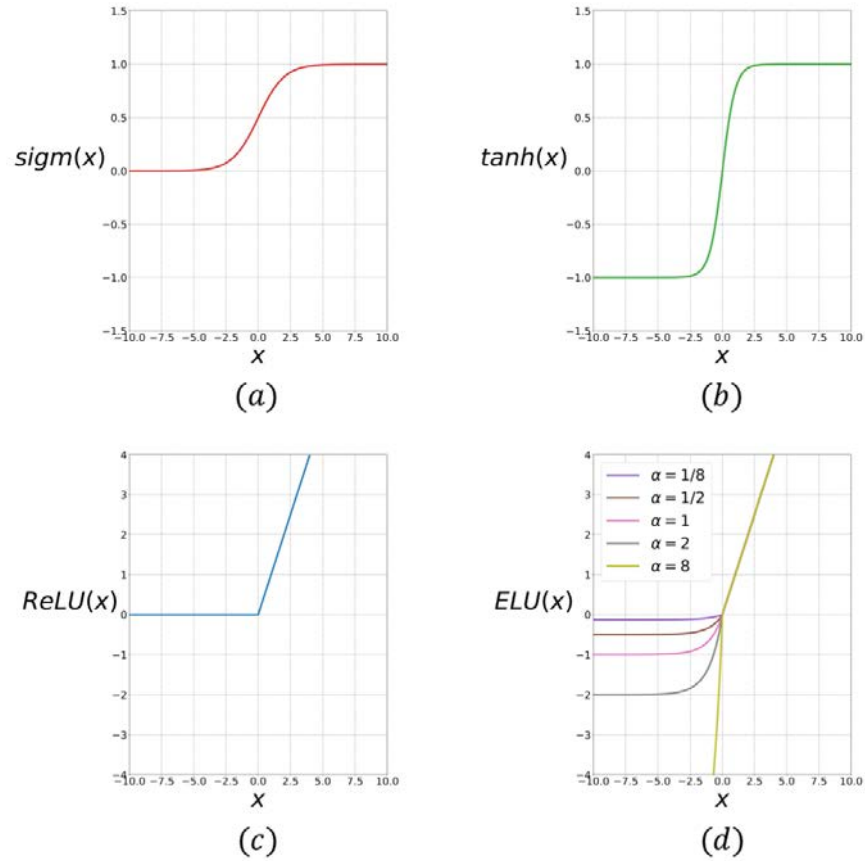 1.5
1.0
0.5
sigm(x)
0.0
−0.5
−1.0
−1.5
−10.0 −7.5 −5.0 −2.5 0.0 2.5 5.0 7.5 10.0
x
(a)
1.5
1.0
0.5
tanh(x)
0.0
−0.5
−1.0
−1.5
−10.0 −7.5 −5.0 −2.5 0.0 2.5 5.0 7.5 10.0
x
(b)
4
3
2
1
ReLU(x)
0
−1
−2
−3
−4
−10.0 −7.5 −5.0 −2.5 0.0 2.5 5.0 7.5 10.0
x
(c)
4
3
2
1
ELU(x)
0
−1
−2
−3
−4
α = 1/8
α = 1/2
α = 1
α = 2
α = 8
−10.0 −7.5 −5.0 −2.5 0.0 2.5 5.0 7.5 10.0
x
(d)